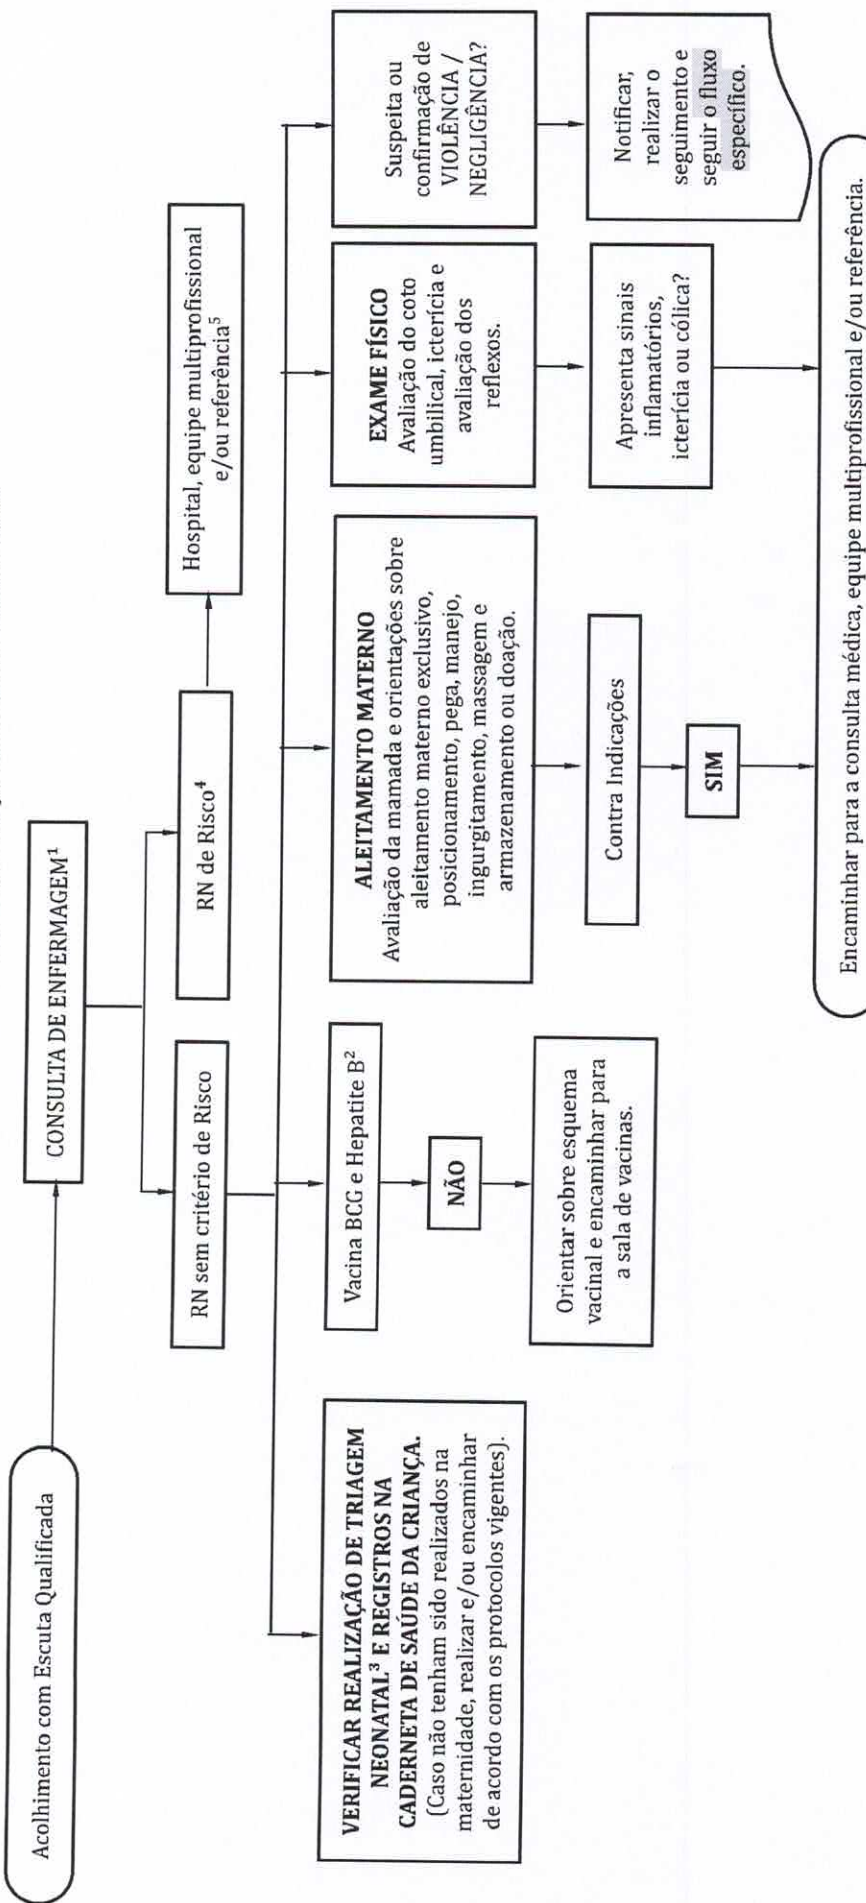 Acolhimento com Escuta Qualificada
CONSULTA DE ENFERMAGEM¹
RN sem critério de Risco
RN de Risco⁴
Hospital, equipe multiprofissional
e/ou referência⁵
VERIFICAR REALIZAÇÃO DE TRIAGEM
NEONATAL³ E REGISTROS NA
CADERNETA DE SAÚDE DA CRIANÇA.
(Caso não tenham sido realizados na
maternidade, realizar e/ou encaminhar
de acordo com os protocolos vigentes).
Vacina BCG e Hepatite B²
NÃO
Orientar sobre esquema
vacinal e encaminhar para
a sala de vacinas.
ALEITAMENTO MATERNO
Avaliação da mamada e orientações sobre
aleitamento materno exclusivo,
posicionamento, pega, manejo,
ingurgitamento, massagem e
armazenamento ou doação.
Contra Indicações
SIM
EXAME FÍSICO
Avaliação do coto
umbilical, icterícia e
avaliação dos
reflexos.
Apresenta sinais
inflamatórios,
icterícia ou cólica?
Suspeita ou
confirmação de
VIOLÊNCIA /
NEGLIGÊNCIA?
Notificar,
realizar o
seguimento e
seguir o fluxo
específico.
Encaminhar para a consulta médica, equipe multiprofissional e/ou referência.